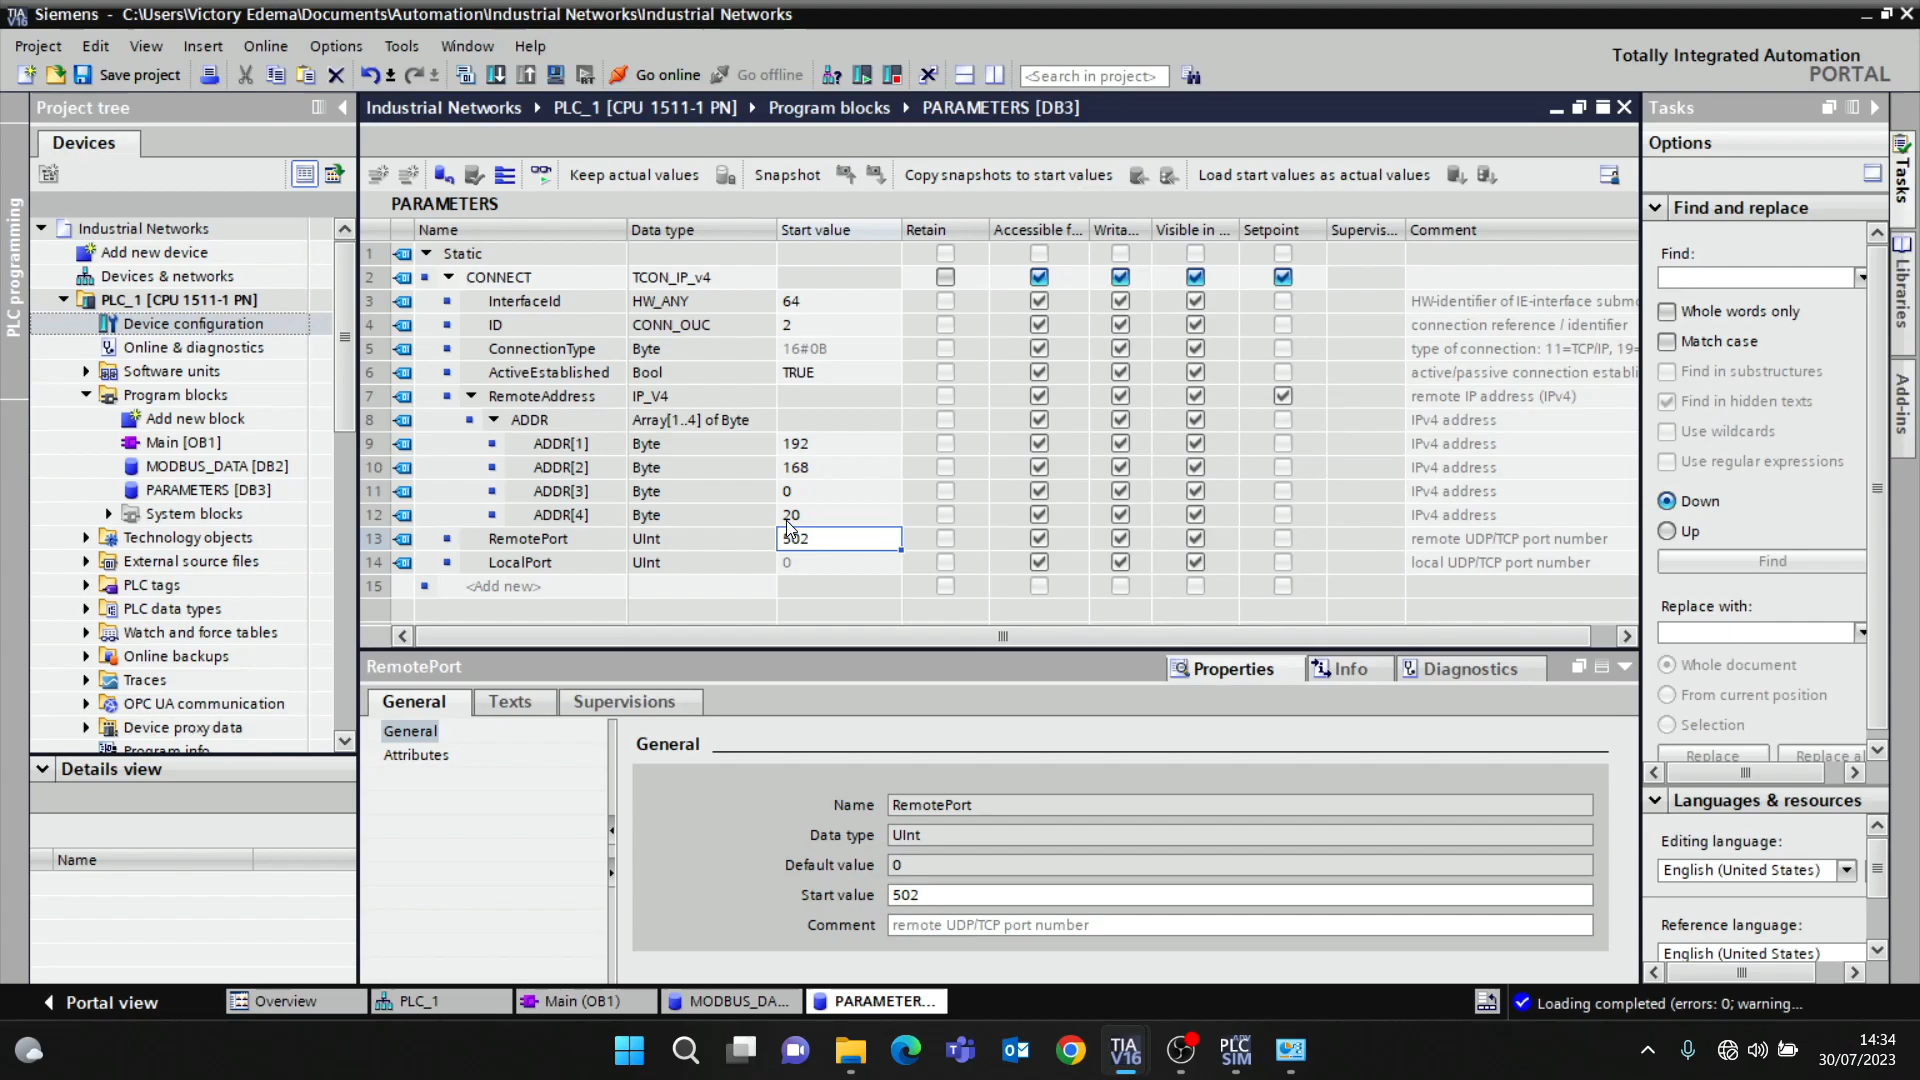 Siemens - C:\Users\Victory Edema\Documents\Automation\Industrial Networks\Industrial Networks
Project Edit View Insert Online Options Tools Window Help
Totally Integrated Automation
PORTAL
Save project
Go online
Go offline
<Search in project>
Project tree
Industrial Networks PLC_1 [CPU 1511-1 PN] Program blocks PARAMETERS [DB3]
Tasks
Devices
Options
Keep actual values
Snapshot
Copy snapshots to start values
Load start values as actual values
PLC programming
Tasks
Libraries
Add-ins
Industrial Networks
Add new device
Devices & networks
PLC_1 [CPU 1511-1 PN]
Device configuration
Online & diagnostics
Software units
Program blocks
Add new block
Main [OB1]
MODBUS_DATA [DB2]
PARAMETERS [DB3]
System blocks
Technology objects
External source files
PLC tags
PLC data types
Watch and force tables
Online backups
Traces
OPC UA communication
Device proxy data
Program info
Details view
Name
PARAMETERS
Name Data type Start value Retain Accessible f... Writa... Visible in ... Setpoint Supervis... Comment
1 Static
2 CONNECT TCON_IP_v4
3 InterfaceId HW_ANY 64 HW-identifier of IE-interface submo
4 ID CONN_OUC 2 connection reference / identifier
5 ConnectionType Byte 16#0B type of connection: 11=TCP/IP, 19=
6 ActiveEstablished Bool TRUE active/passive connection establi
7 RemoteAddress IP_V4 remote IP address (IPv4)
8 ADDR Array[1..4] of Byte IPv4 address
9 ADDR[1] Byte 192 IPv4 address
10 ADDR[2] Byte 168 IPv4 address
11 ADDR[3] Byte 0 IPv4 address
12 ADDR[4] Byte 20 IPv4 address
13 RemotePort UInt 502 remote UDP/TCP port number
14 LocalPort UInt 0 local UDP/TCP port number
15 <Add new>
RemotePort
Properties
Info
Diagnostics
General Texts Supervisions
General
Attributes
General
Name RemotePort
Data type UInt
Default value 0
Start value 502
Comment remote UDP/TCP port number
Find and replace
Find:
Whole words only
Match case
Find in substructures
Find in hidden texts
Use wildcards
Use regular expressions
Down
Up
Find
Replace with:
Whole document
From current position
Selection
Replace
Replace al
Languages & resources
Editing language:
English (United States)
Reference language:
English (United States)
Portal view
Overview
PLC_1
Main (OB1)
MODBUS_DA...
PARAMETER...
Loading completed (errors: 0; warning...
TIA
V16
PLC
SIM
14:34
30/07/2023